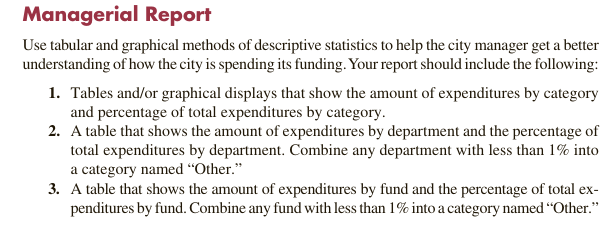 Managerial Report
Use tabular and graphical methods of descriptive statistics to help the city manager get a better
understanding of how the city is spending its funding. Your report should include the following:
1. Tables and/or graphical displays that show the amount of expenditures by category
and percentage of total expenditures by category.
2. A table that shows the amount of expenditures by department and the percentage of
total expenditures by department. Combine any department with less than 1% into
a category named “Other.”
3. A table that shows the amount of expenditures by fund and the percentage of total ex-
penditures by fund. Combine any fund with less than 1% into a category named “Other.”